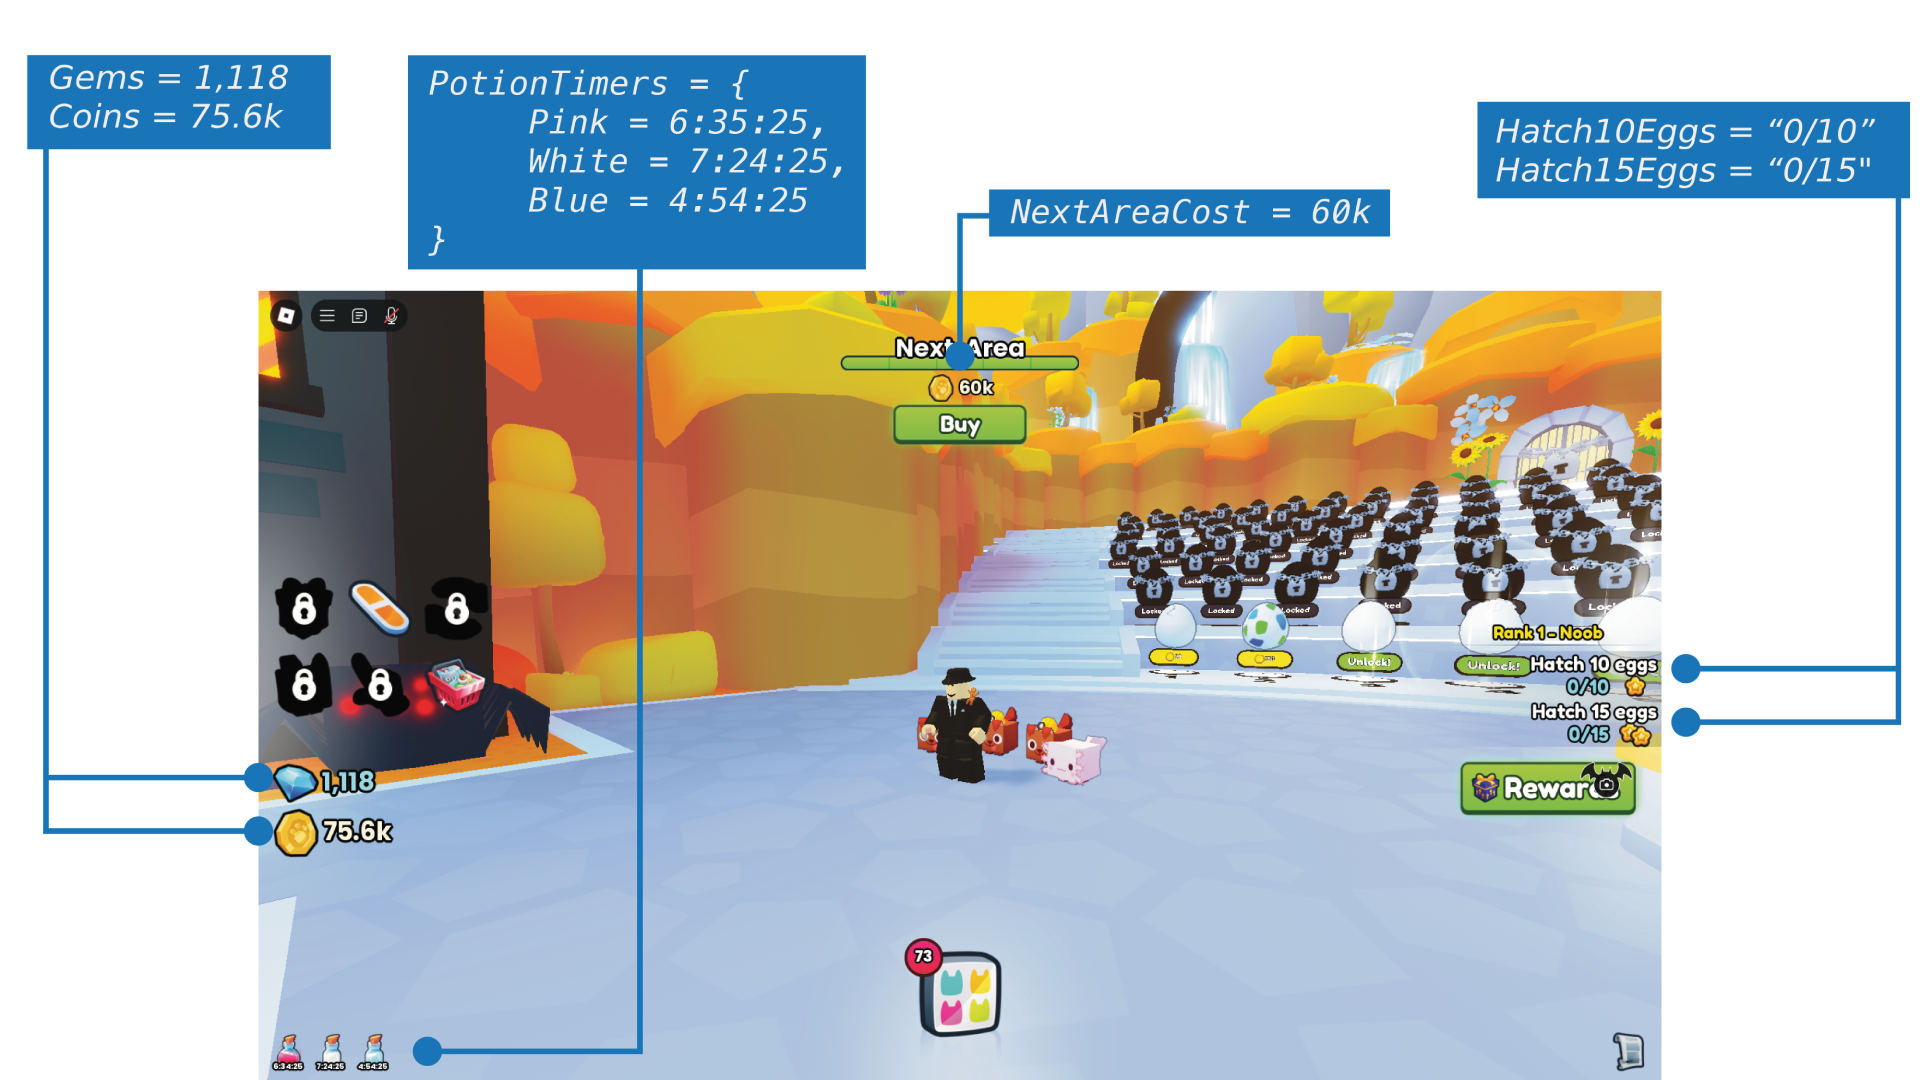 Gems = 1,118
Coins = 75.6k
PotionTimers = {
Pink = 6:35:25,
White = 7:24:25,
Blue = 4:54:25
}
NextAreaCost = 60k
Hatch10Eggs = “0/10”
Hatch15Eggs = “0/15"
Next Area
60k
Buy
Locked
Locked
Locked
Unlock!
Unlock!
Rank 1 - Noob
Hatch 10 eggs
0/10
Hatch 15 eggs
0/15
Rewards
1,118
75.6k
73
6:34:25
7:24:25
4:54:25